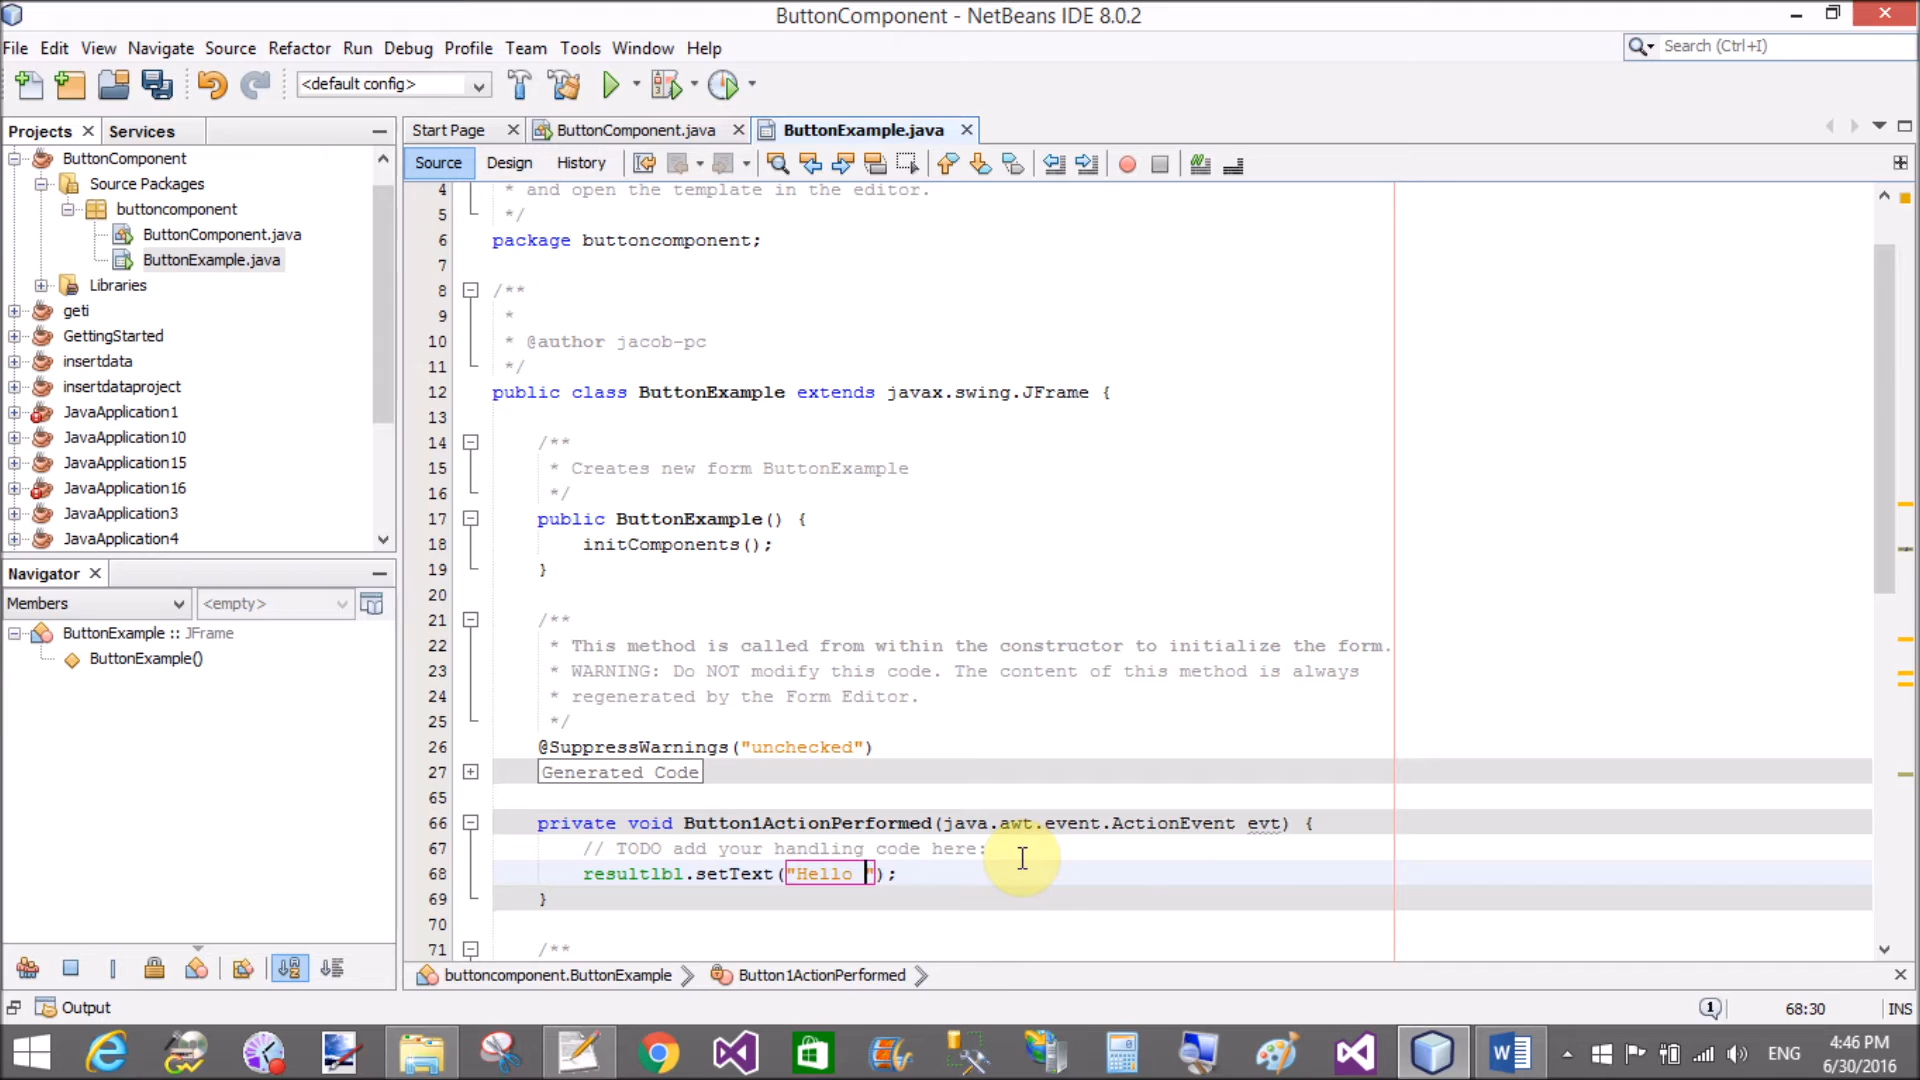 ButtonComponent - NetBeans IDE 8.0.2
File Edit View Navigate Source Refactor Run Debug Profile Team Tools Window Help
Search (Ctrl+I)
<default config>
Projects Services
Start Page ButtonComponent.java ButtonExample.java
Source Design History
ButtonComponent
Source Packages
buttoncomponent
ButtonComponent.java
ButtonExample.java
Libraries
geti
GettingStarted
insertdata
insertdataproject
JavaApplication1
JavaApplication10
JavaApplication15
JavaApplication16
JavaApplication3
JavaApplication4
Navigator
Members <empty>
ButtonExample :: JFrame
ButtonExample()
4 * and open the template in the editor.
5 */
6 package buttoncomponent;
7
8 /**
9 *
10 * @author jacob-pc
11 */
12 public class ButtonExample extends javax.swing.JFrame {
13
14 /**
15 * Creates new form ButtonExample
16 */
17 public ButtonExample() {
18 initComponents();
19 }
20
21 /**
22 * This method is called from within the constructor to initialize the form.
23 * WARNING: Do NOT modify this code. The content of this method is always
24 * regenerated by the Form Editor.
25 */
26 @SuppressWarnings("unchecked")
27 Generated Code
65
66 private void Button1ActionPerformed(java.awt.event.ActionEvent evt) {
67 // TODO add your handling code here:
68 resultlbl.setText("Hello ");
69 }
70
71 /**
buttoncomponent.ButtonExample Button1ActionPerformed
Output
1 68:30 INS
ENG
4:46 PM
6/30/2016